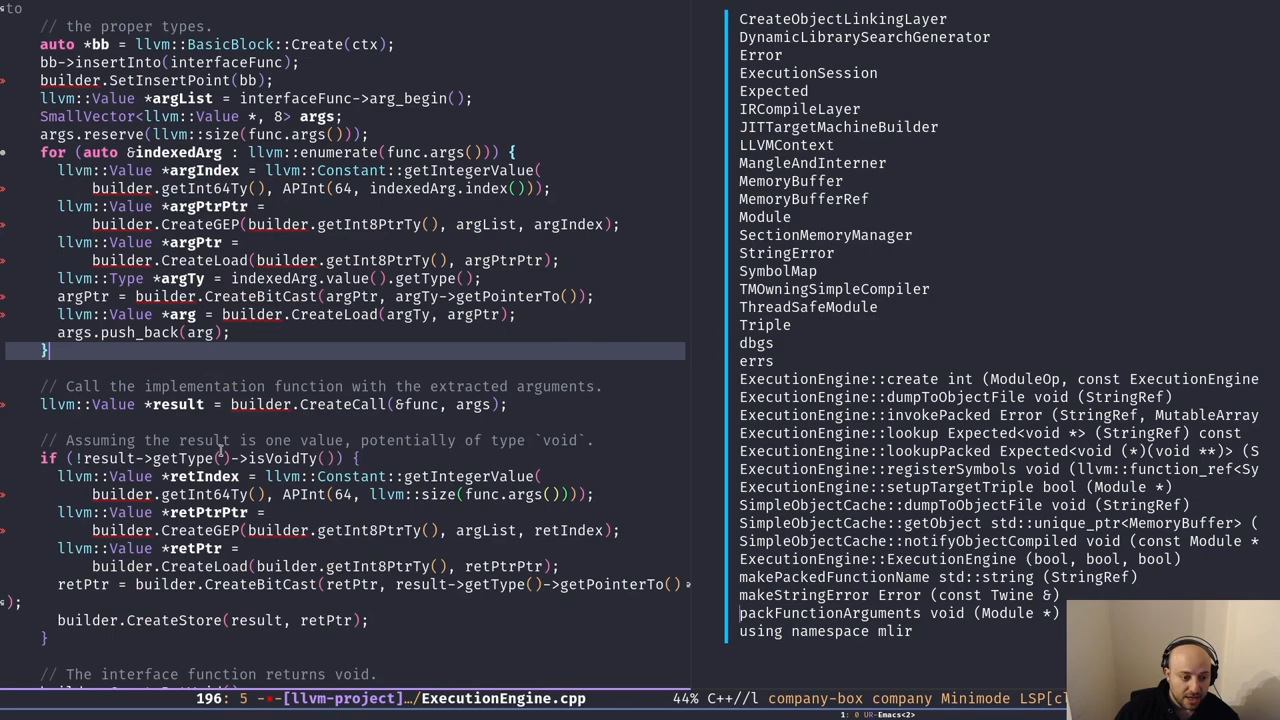 to
// the proper types.
auto *bb = llvm::BasicBlock::Create(ctx);
bb->insertInto(interfaceFunc);
builder.SetInsertPoint(bb);
llvm::Value *argList = interfaceFunc->arg_begin();
SmallVector<llvm::Value *, 8> args;
args.reserve(llvm::size(func.args()));
for (auto &indexedArg : llvm::enumerate(func.args())) {
llvm::Value *argIndex = llvm::Constant::getIntegerValue(
builder.getInt64Ty(), APInt(64, indexedArg.index()));
llvm::Value *argPtrPtr =
builder.CreateGEP(builder.getInt8PtrTy(), argList, argIndex);
llvm::Value *argPtr =
builder.CreateLoad(builder.getInt8PtrTy(), argPtrPtr);
llvm::Type *argTy = indexedArg.value().getType();
argPtr = builder.CreateBitCast(argPtr, argTy->getPointerTo());
llvm::Value *arg = builder.CreateLoad(argTy, argPtr);
args.push_back(arg);
}
// Call the implementation function with the extracted arguments.
llvm::Value *result = builder.CreateCall(&func, args);
// Assuming the result is one value, potentially of type `void`.
if (!result->getType()->isVoidTy()) {
llvm::Value *retIndex = llvm::Constant::getIntegerValue(
builder.getInt64Ty(), APInt(64, llvm::size(func.args())));
llvm::Value *retPtrPtr =
builder.CreateGEP(builder.getInt8PtrTy(), argList, retIndex);
llvm::Value *retPtr =
builder.CreateLoad(builder.getInt8PtrTy(), retPtrPtr);
retPtr = builder.CreateBitCast(retPtr, result->getType()->getPointerTo()
);
builder.CreateStore(result, retPtr);
}
// The interface function returns void.
196: 5 -*-[llvm-project]…/ExecutionEngine.cpp
CreateObjectLinkingLayer
DynamicLibrarySearchGenerator
Error
ExecutionSession
Expected
IRCompileLayer
JITTargetMachineBuilder
LLVMContext
MangleAndInterner
MemoryBuffer
MemoryBufferRef
Module
SectionMemoryManager
StringError
SymbolMap
TMOwningSimpleCompiler
ThreadSafeModule
Triple
dbgs
errs
ExecutionEngine::create int (ModuleOp, const ExecutionEngine
ExecutionEngine::dumpToObjectFile void (StringRef)
ExecutionEngine::invokePacked Error (StringRef, MutableArray
ExecutionEngine::lookup Expected<void *> (StringRef) const
ExecutionEngine::lookupPacked Expected<void (*)(void **)> (S
ExecutionEngine::registerSymbols void (llvm::function_ref<Sy
ExecutionEngine::setupTargetTriple bool (Module *)
SimpleObjectCache::dumpToObjectFile void (StringRef)
SimpleObjectCache::getObject std::unique_ptr<MemoryBuffer> (
SimpleObjectCache::notifyObjectCompiled void (const Module *
ExecutionEngine::ExecutionEngine (bool, bool, bool)
makePackedFunctionName std::string (StringRef)
makeStringError Error (const Twine &)
packFunctionArguments void (Module *)
using namespace mlir
44% C++//l company-box company Minimode LSP[cl
1: 0 UR-Emacs<2>